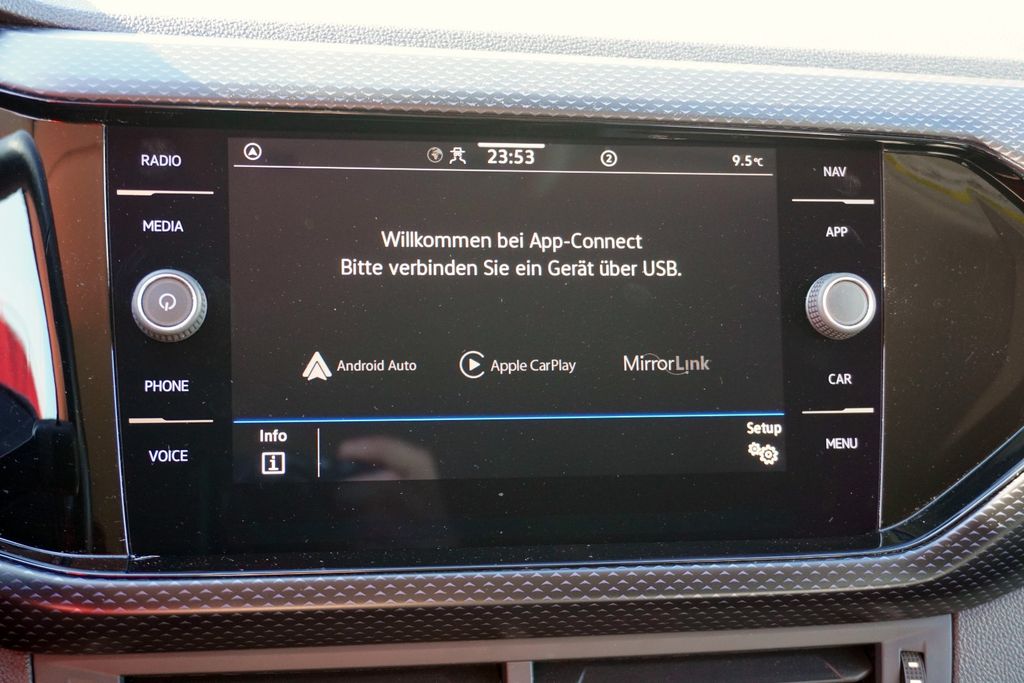 RADIO
MEDIA
PHONE
VOICE
23:53
2
9.5°C
Willkommen bei App-Connect
Bitte verbinden Sie ein Gerät über USB.
Android Auto
Apple CarPlay
MirrorLink
Info
i
Setup
NAV
APP
CAR
MENU